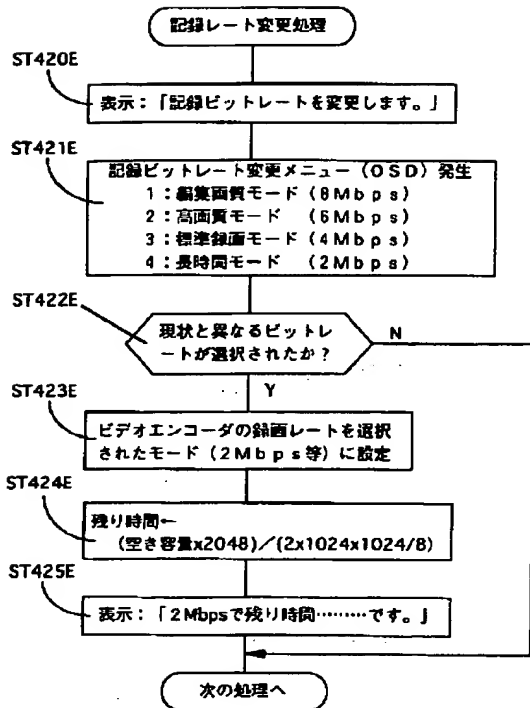 記録レート変更処理
ST420E
表示：「記録ビットレートを変更します。」
ST421E
記録ビットレート変更メニュー（OSD）発生
1：編集画質モード（8Mbps）
2：高画質モード　（6Mbps）
3：標準録画モード（4Mbps）
4：長時間モード　（2Mbps）
ST422E
現状と異なるビットレ
ートが選択されたか？
N
Y
ST423E
ビデオエンコーダの録画レートを選択
されたモード（2Mbps等）に設定
ST424E
残り時間←
（空き容量x2048）／(2x1024x1024/8)
ST425E
表示：「2Mbpsで残り時間………です。」
次の処理へ